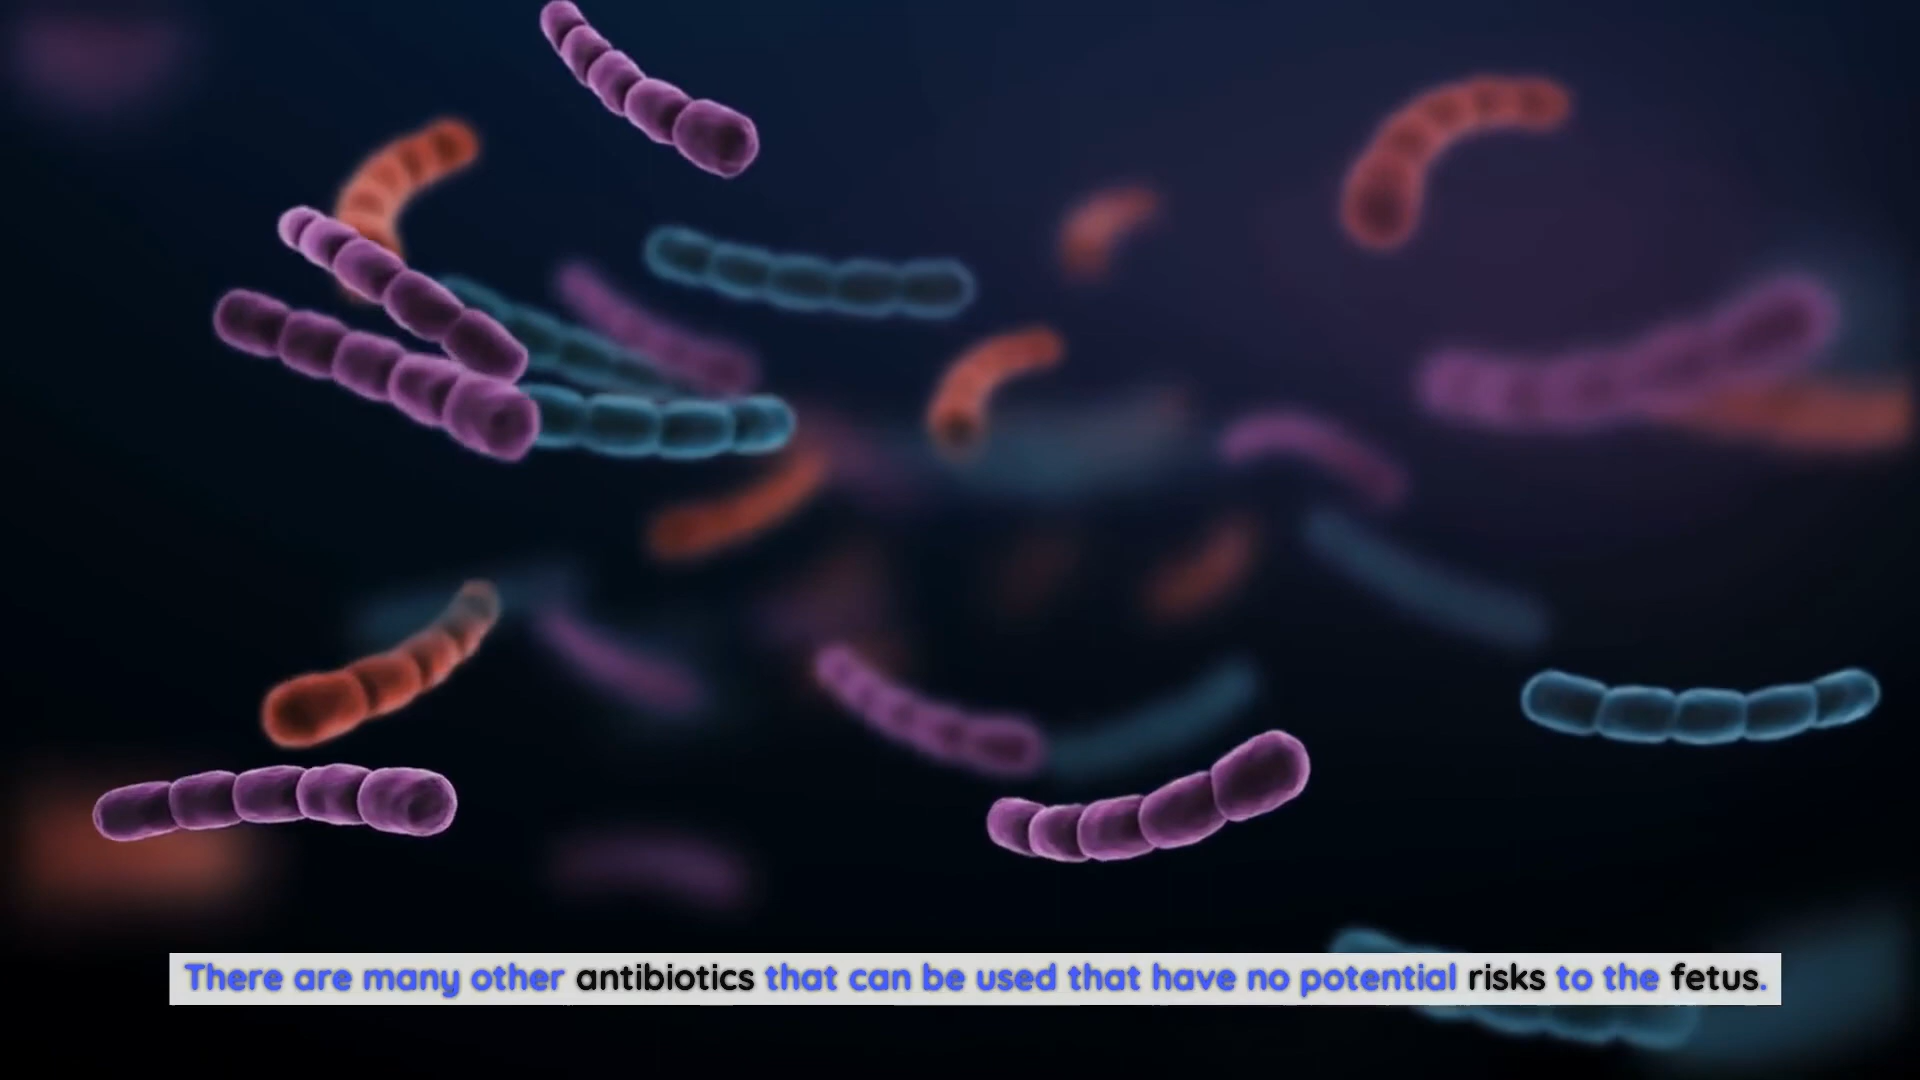 There are many other antibiotics that can be used that have no potential risks to the fetus.